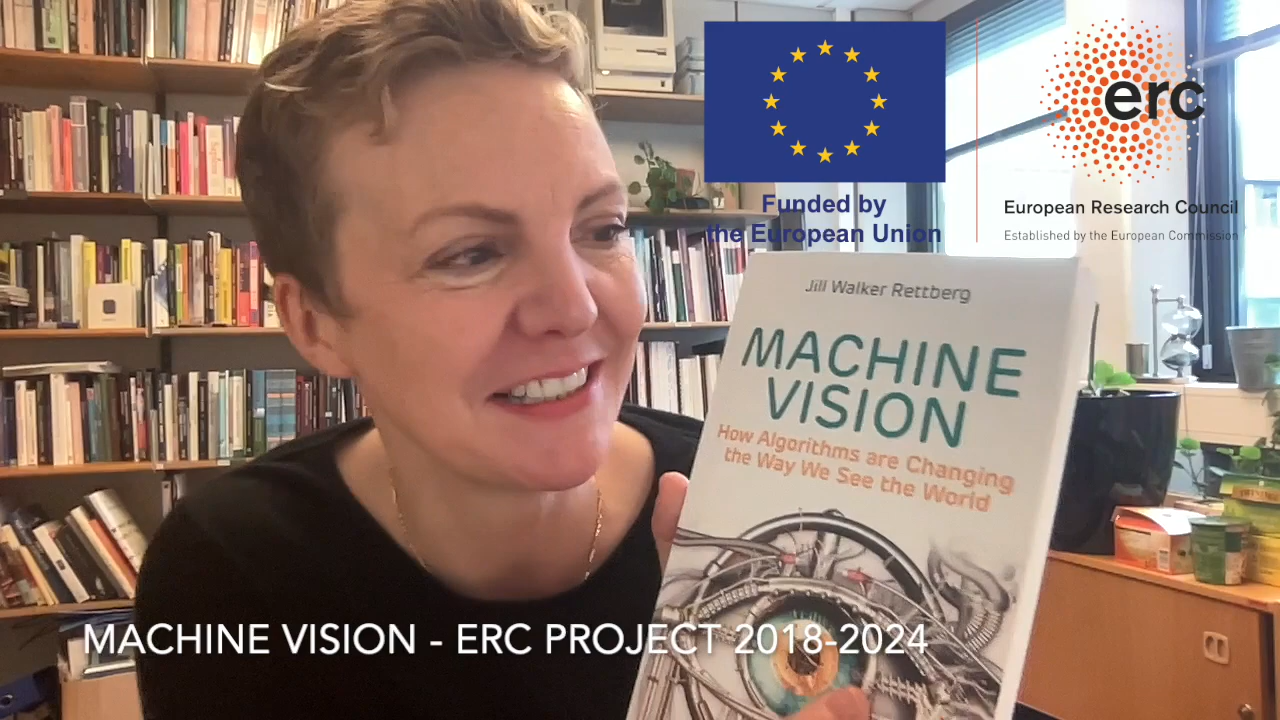 Funded by
the European Union
erc
European Research Council
Established by the European Commission
Jill Walker Rettberg
MACHINE
VISION
How Algorithms are Changing
the Way We See the World
MACHINE VISION - ERC PROJECT 2018-2024